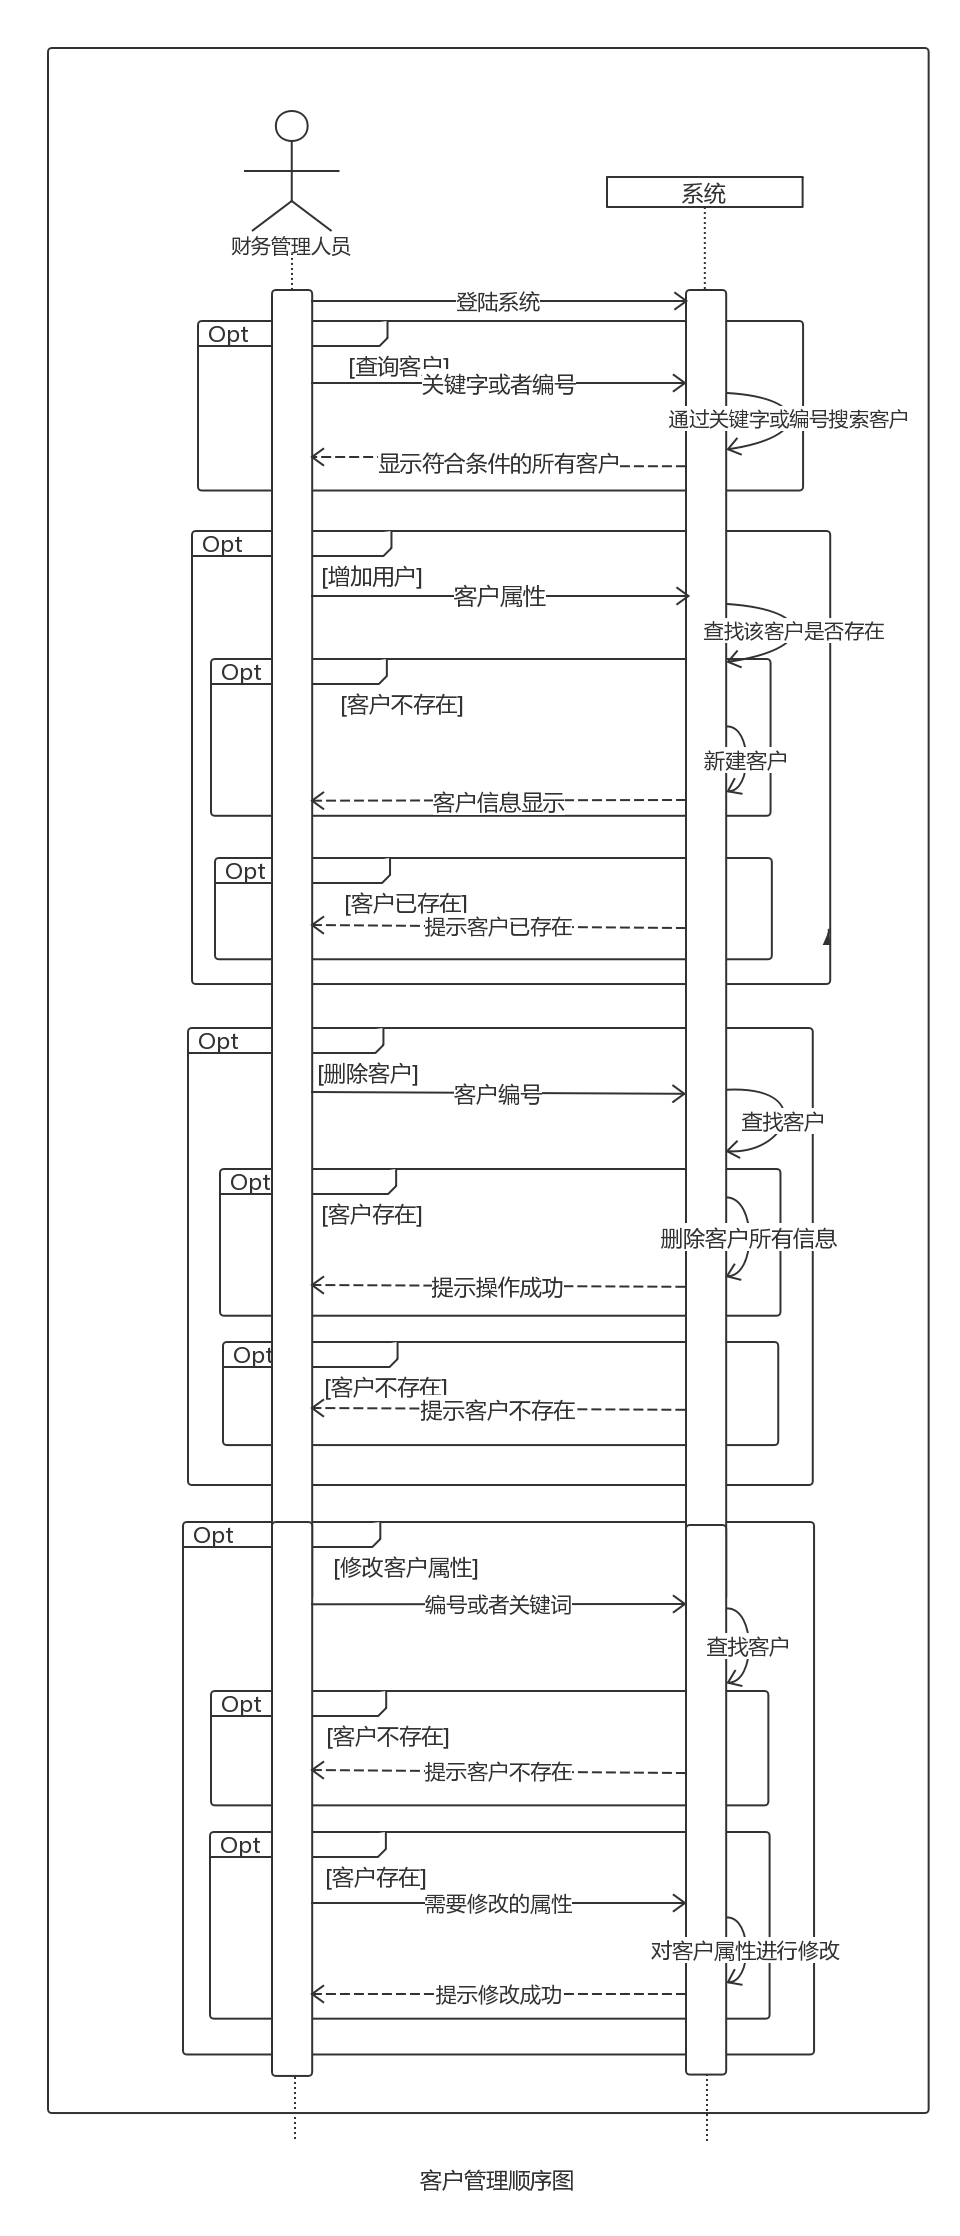 系统
财务管理人员
登陆系统
Opt
[查询客户]
关键字或者编号
通过关键字或编号搜索客户
显示符合条件的所有客户
Opt
[增加用户]
客户属性
查找该客户是否存在
Opt
[客户不存在]
新建客户
客户信息显示
Opt
[客户已存在]
提示客户已存在
Opt
[删除客户]
客户编号
查找客户
Opt
[客户存在]
删除客户所有信息
提示操作成功
Opt
[客户不存在]
提示客户不存在
Opt
[修改客户属性]
编号或者关键词
查找客户
Opt
[客户不存在]
提示客户不存在
Opt
[客户存在]
需要修改的属性
对客户属性进行修改
提示修改成功
客户管理顺序图